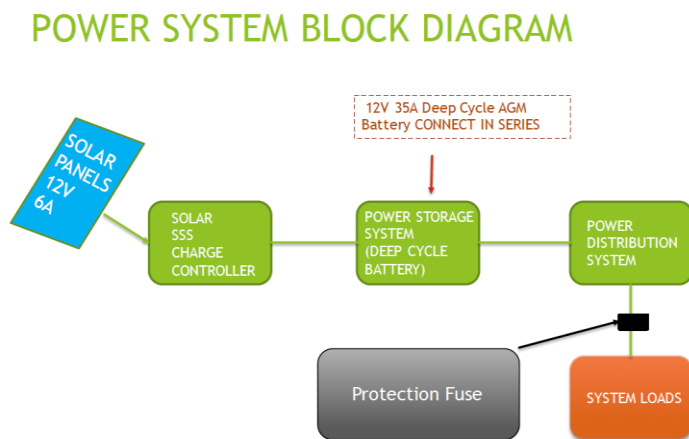 POWER SYSTEM BLOCK DIAGRAM
12V 35A Deep Cycle AGM
Battery CONNECT IN SERIES
SOLAR
PANELS
12V
6A
SOLAR
SSS
CHARGE
CONTROLLER
POWER STORAGE
SYSTEM
(DEEP CYCLE
BATTERY)
POWER
DISTRIBUTION
SYSTEM
Protection Fuse
SYSTEM LOADS